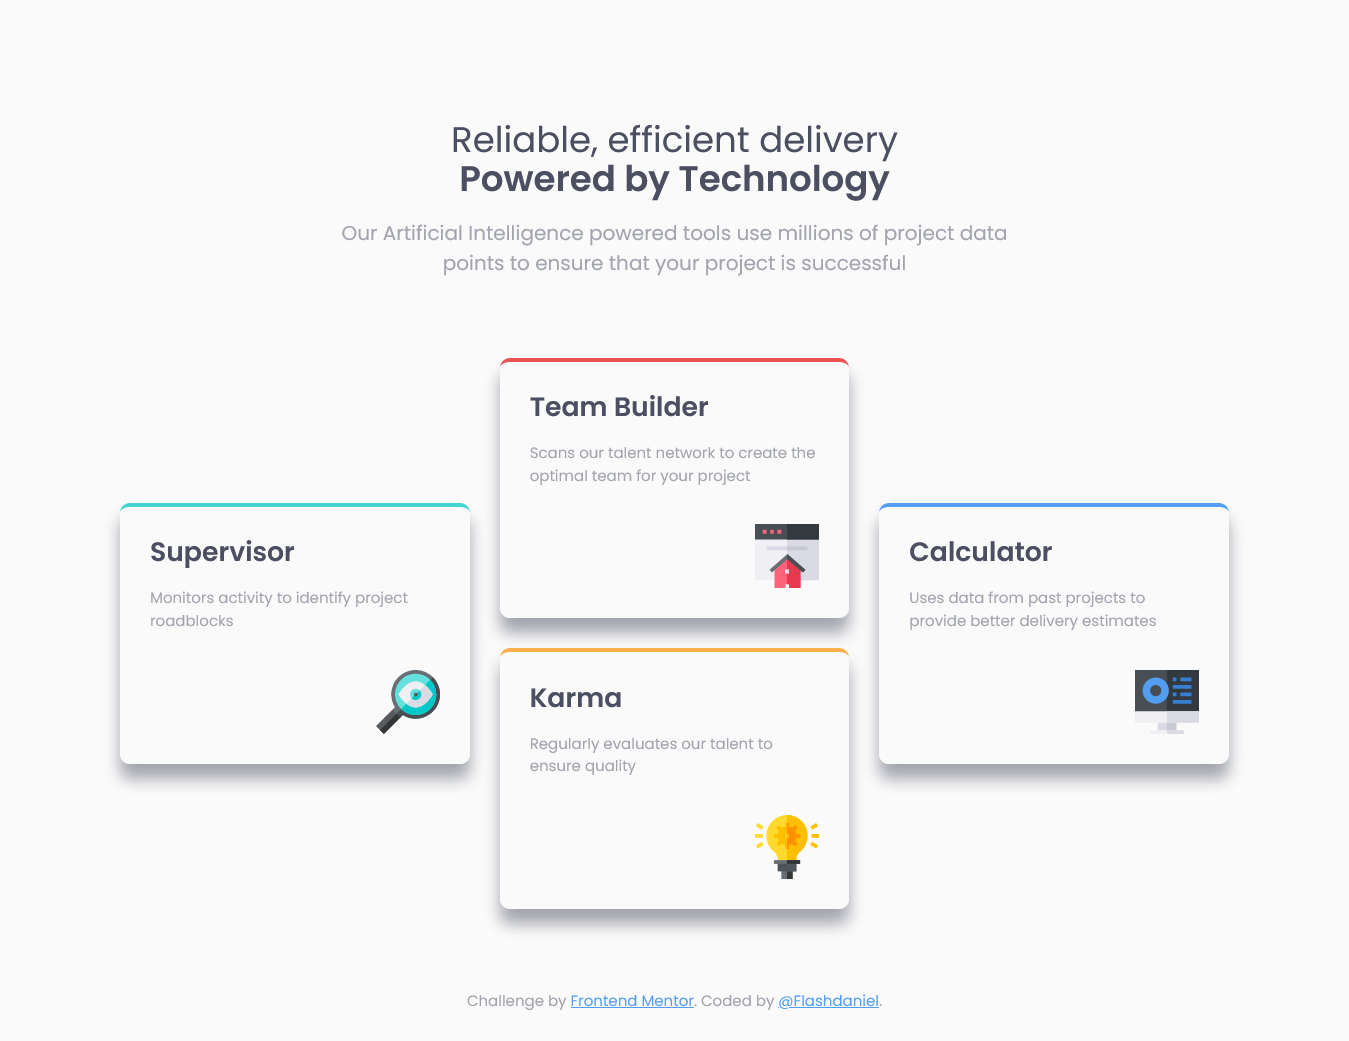 Reliable, efficient delivery
Powered by Technology
Our Artificial Intelligence powered tools use millions of project data
points to ensure that your project is successful
Team Builder
Scans our talent network to create the
optimal team for your project
Supervisor
Monitors activity to identify project
roadblocks
Calculator
Uses data from past projects to
provide better delivery estimates
Karma
Regularly evaluates our talent to
ensure quality
Challenge by Frontend Mentor. Coded by @Flashdaniel.